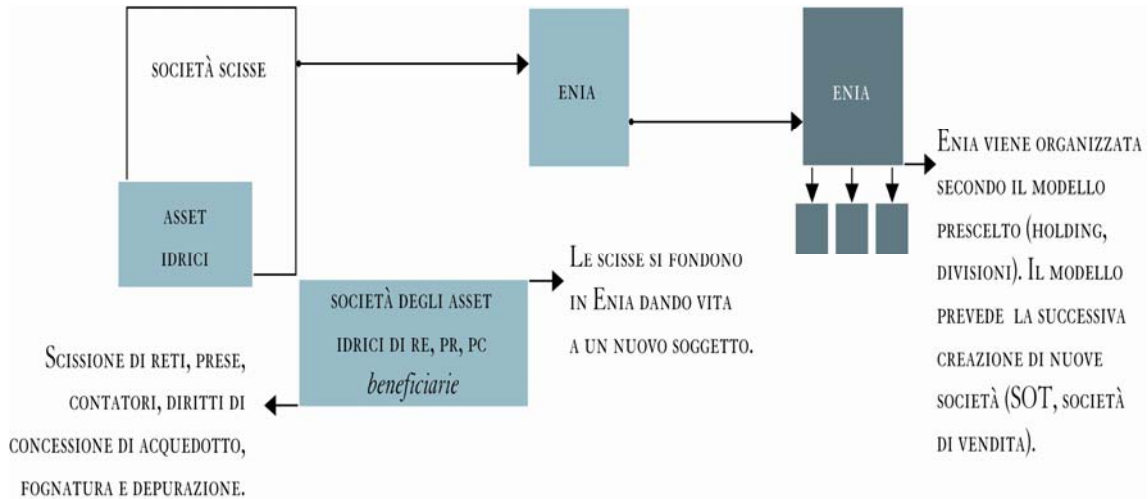 SOCIETÀ SCISSE
ASSET
IDRICI
ENIA
ENIA
SOCIETÀ DEGLI ASSET
IDRICI DI RE, PR, PC
beneficiarie
SCISSIONE DI RETI, PRESE,
CONTATORI, DIRITTI DI
CONCESSIONE DI ACQUEDOTTO,
FOGNATURA E DEPURAZIONE.
LE SCISSE SI FONDONO
IN ENIA DANDO VITA
A UN NUOVO SOGGETTO.
ENIA VIENE ORGANIZZATA
SECONDO IL MODELLO
PRESCELTO (HOLDING,
DIVISIONI). IL MODELLO
PREVEDE LA SUCCESSIVA
CREAZIONE DI NUOVE
SOCIETÀ (SOT, SOCIETÀ
DI VENDITA).